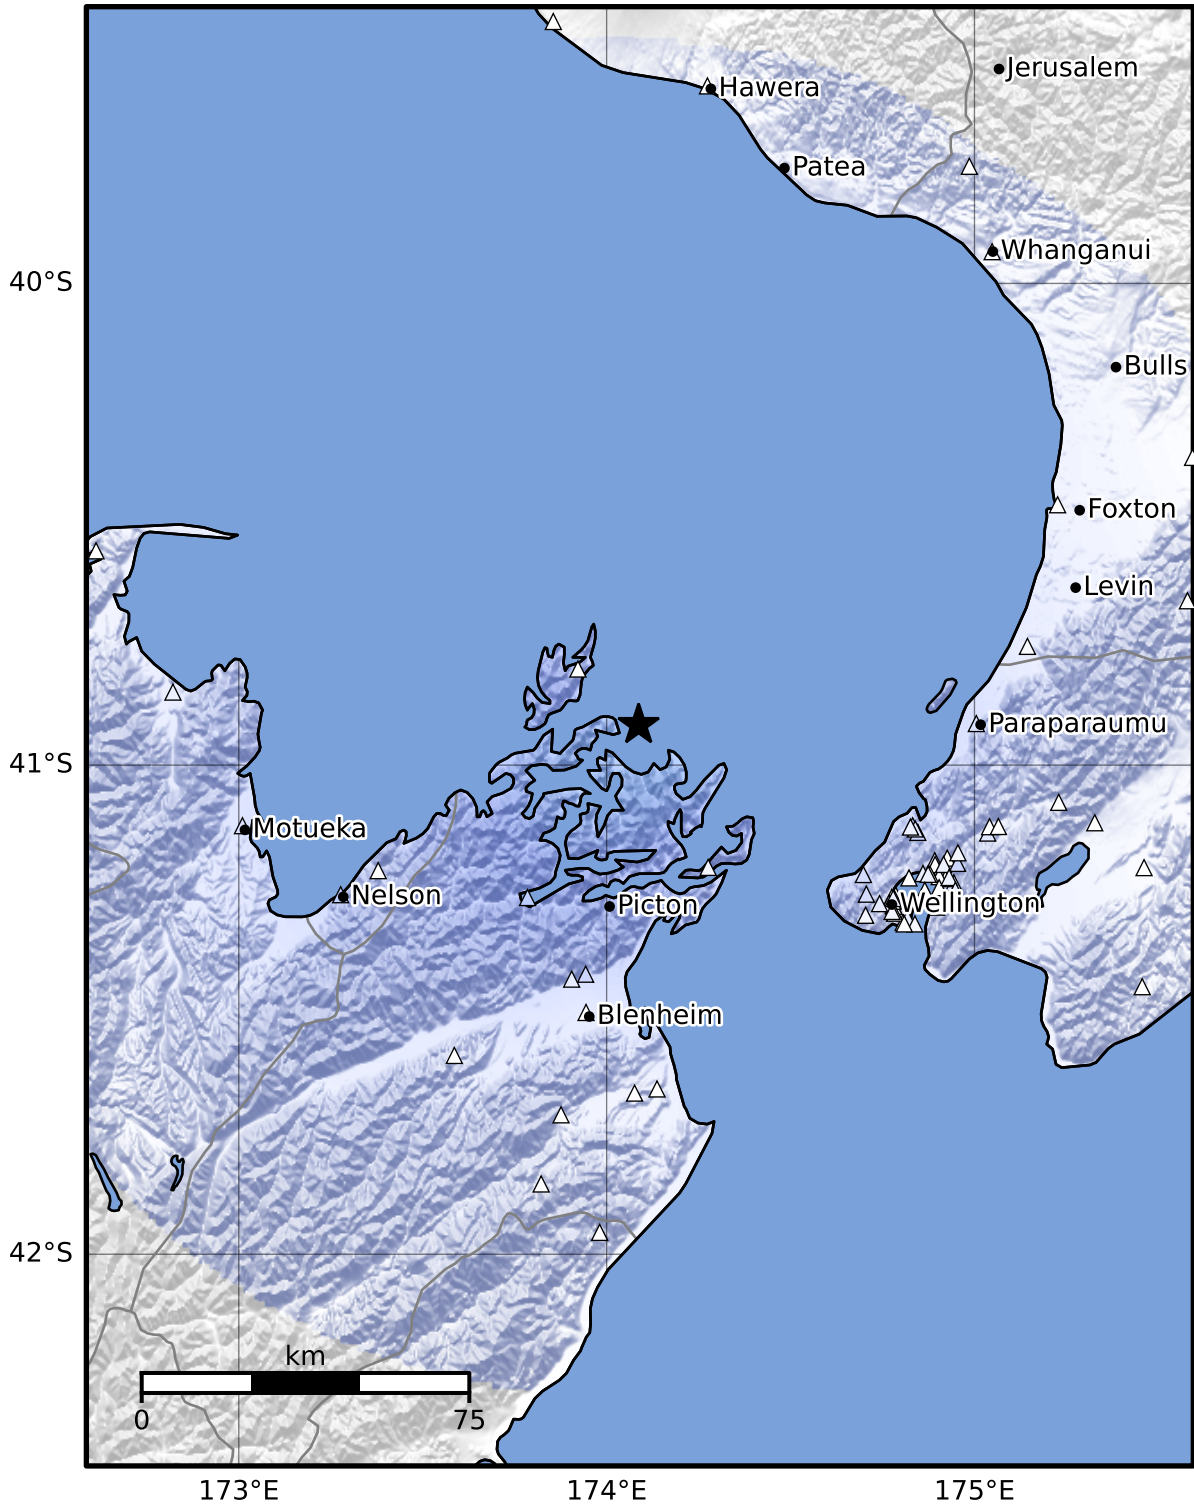 Jerusalem
Hawera
Patea
Whanganui
40°S
Bulls
Foxton
Levin
Paraparaumu
41°S
Motueka
Nelson
Picton
Wellington
Blenheim
42°S
km
0
75
173°E
174°E
175°E